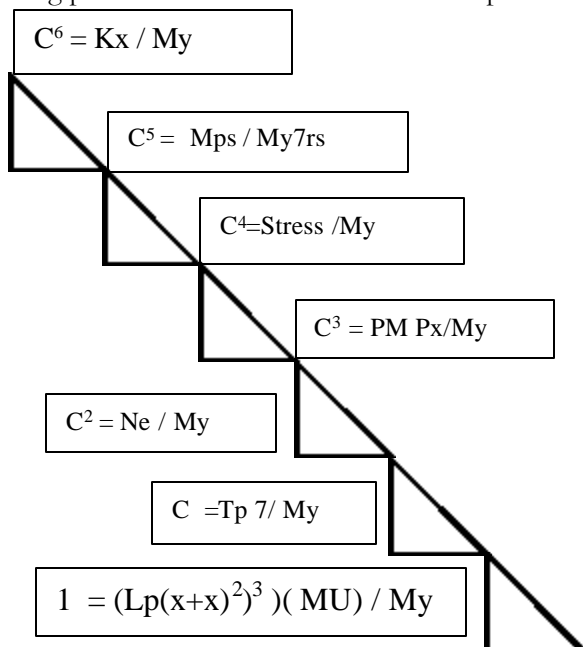 C⁶ = Kx / My
C⁵ = Mps / My7rs
C⁴=Stress /My
C³ = PM Px/My
C² = Ne / My
C =Tp 7/ My
1 = (Lp(x+x)²)³ )( MU) / My